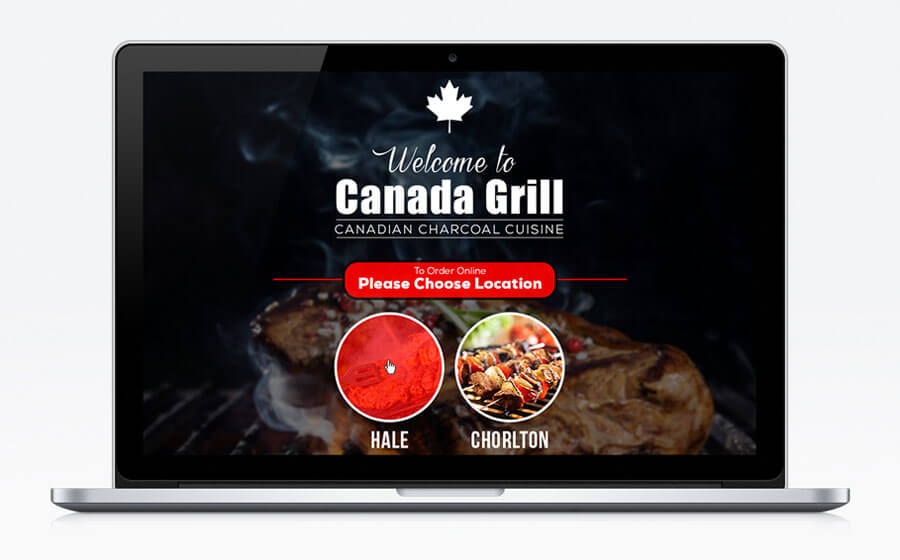 Welcome to
Canada Grill
CANADIAN CHARCOAL CUISINE
To Order Online
Please Choose Location
HALE
CHORLTON